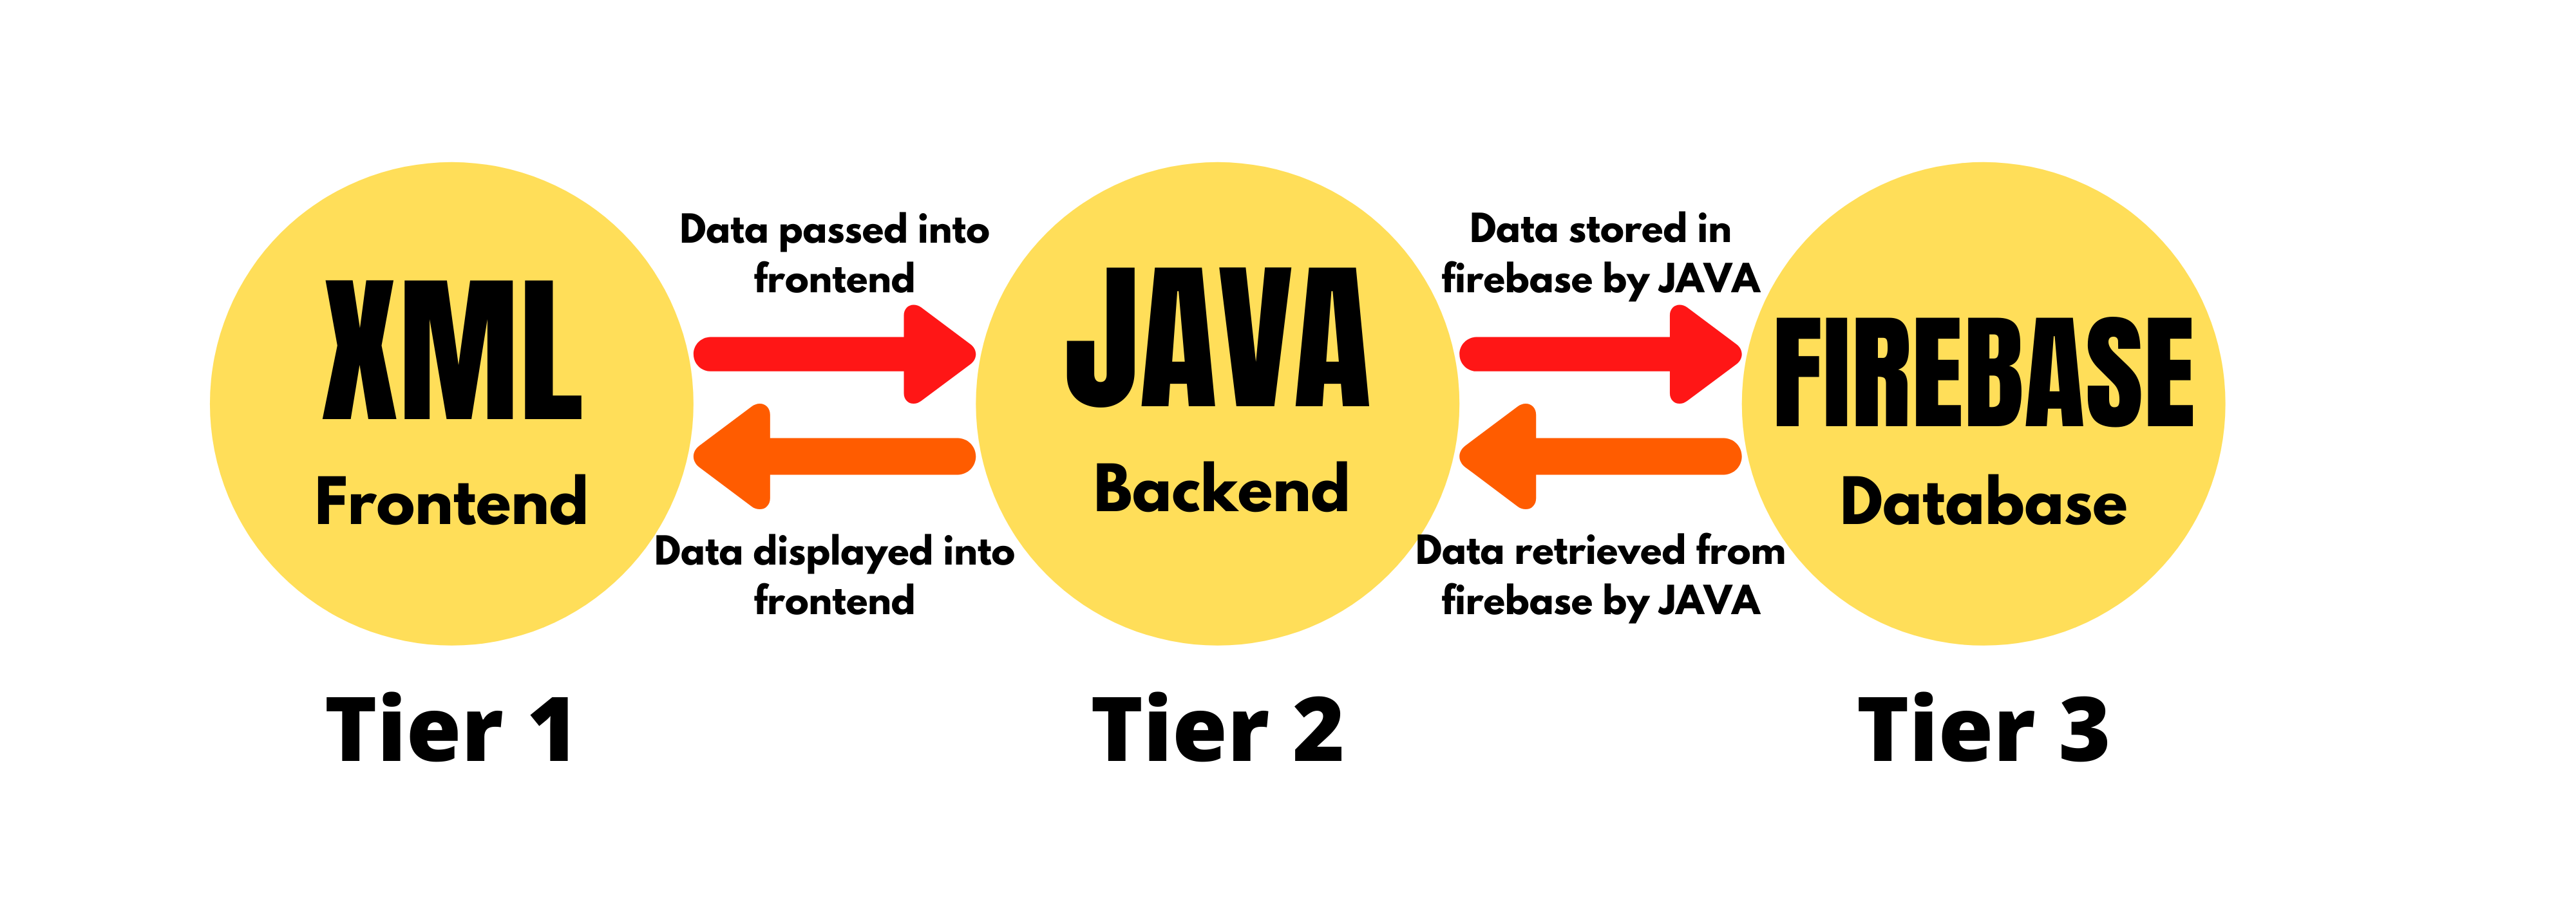 XML
Frontend
Tier 1
Data passed into
frontend
Data displayed into
frontend
JAVA
Backend
Tier 2
Data stored in
firebase by JAVA
Data retrieved from
firebase by JAVA
FIREBASE
Database
Tier 3